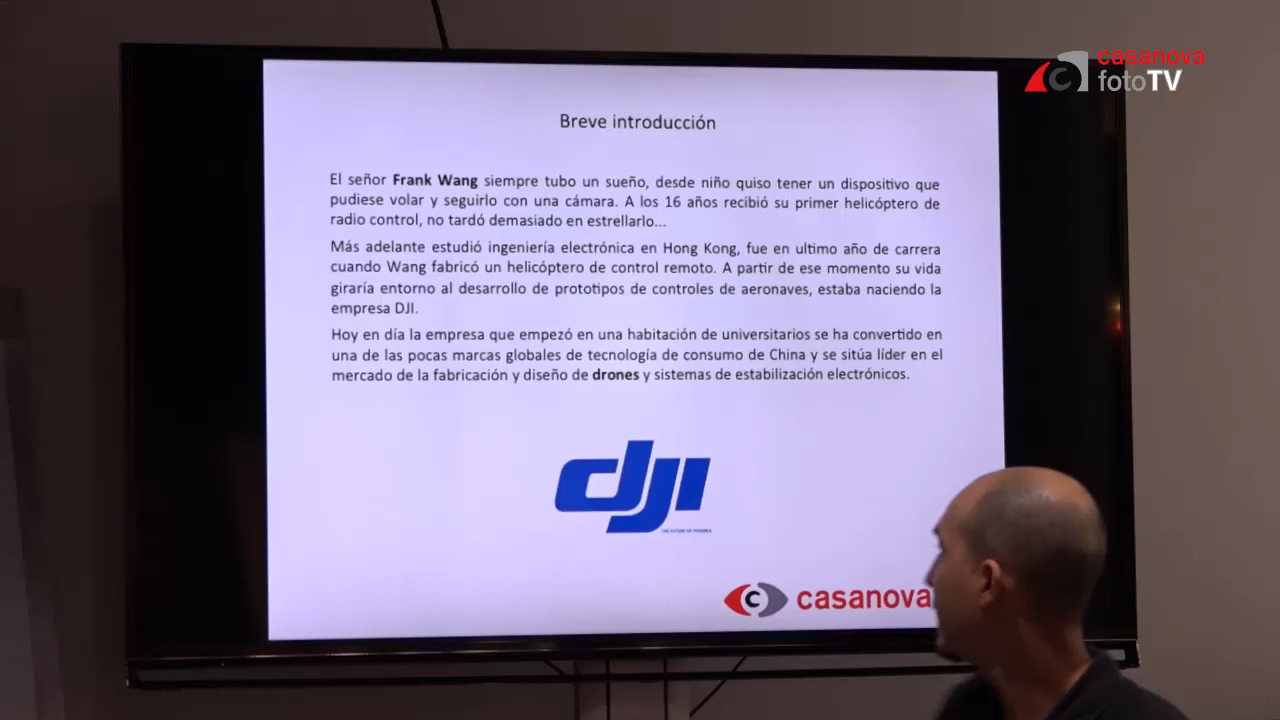 casanova
fotoTV
Breve introducción
El señor Frank Wang siempre tubo un sueño, desde niño quiso tener un dispositivo que
pudiese volar y seguirlo con una cámara. A los 16 años recibió su primer helicóptero de
radio control, no tardó demasiado en estrellarlo...
Más adelante estudió ingeniería electrónica en Hong Kong, fue en ultimo año de carrera
cuando Wang fabricó un helicóptero de control remoto. A partir de ese momento su vida
giraría entorno al desarrollo de prototipos de controles de aeronaves, estaba naciendo la
empresa DJI.
Hoy en día la empresa que empezó en una habitación de universitarios se ha convertido en
una de las pocas marcas globales de tecnología de consumo de China y se sitúa líder en el
mercado de la fabricación y diseño de drones y sistemas de estabilización electrónicos.
dji
THE FUTURE OF POSSIBLE
casanova